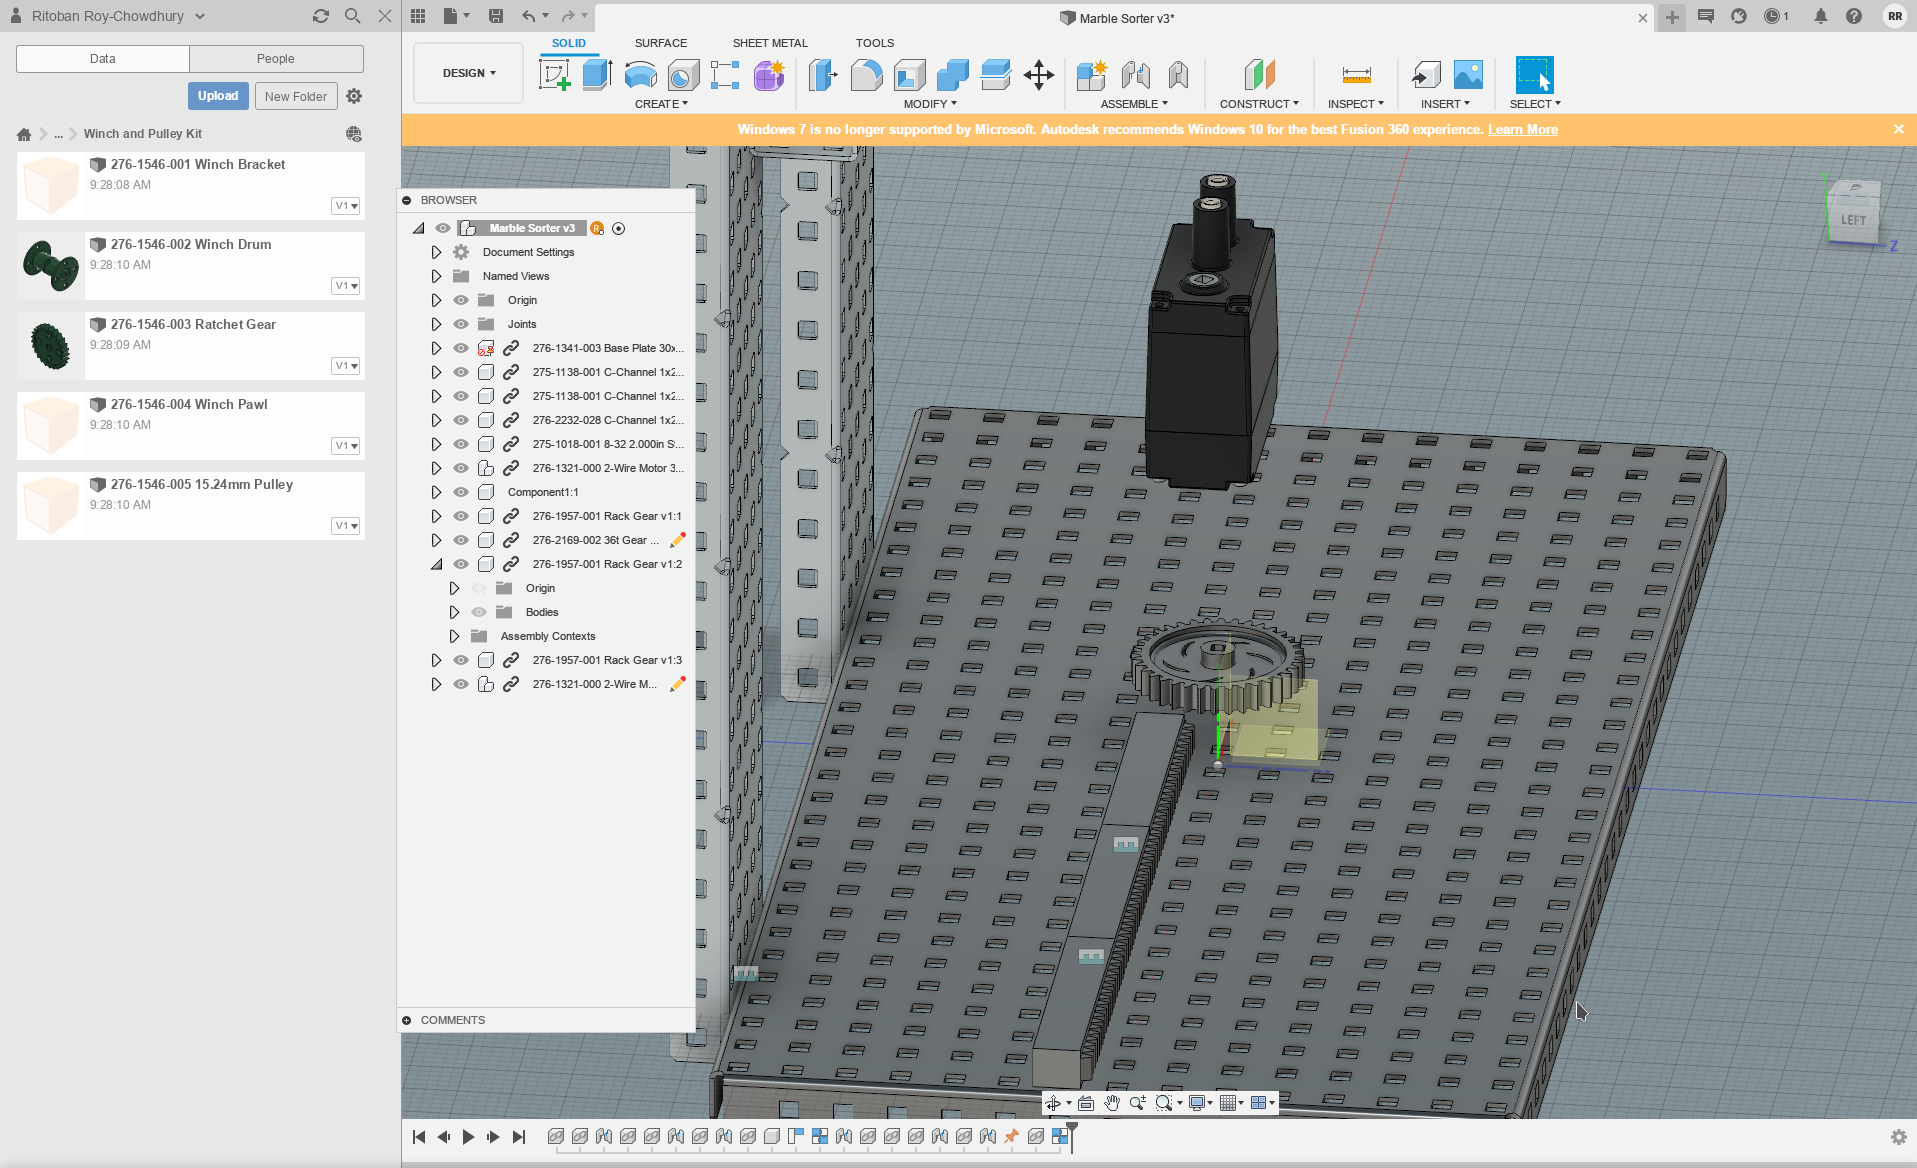 Ritoban Roy-Chowdhury
Marble Sorter v3*
1
RR
Data
People
Upload
New Folder
... Winch and Pulley Kit
276-1546-001 Winch Bracket
9:28:08 AM
V1
276-1546-002 Winch Drum
9:28:10 AM
V1
276-1546-003 Ratchet Gear
9:28:09 AM
V1
276-1546-004 Winch Pawl
9:28:10 AM
V1
276-1546-005 15.24mm Pulley
9:28:10 AM
V1
DESIGN
SOLID
SURFACE
SHEET METAL
TOOLS
CREATE
MODIFY
ASSEMBLE
CONSTRUCT
INSPECT
INSERT
SELECT
Windows 7 is no longer supported by Microsoft. Autodesk recommends Windows 10 for the best Fusion 360 experience. Learn More
BROWSER
Marble Sorter v3
Document Settings
Named Views
Origin
Joints
276-1341-003 Base Plate 30x...
275-1138-001 C-Channel 1x2...
275-1138-001 C-Channel 1x2...
276-2232-028 C-Channel 1x2...
275-1018-001 8-32 2.000in S...
276-1321-000 2-Wire Motor 3...
Component1:1
276-1957-001 Rack Gear v1:1
276-2169-002 36t Gear ...
276-1957-001 Rack Gear v1:2
Origin
Bodies
Assembly Contexts
276-1957-001 Rack Gear v1:3
276-1321-000 2-Wire M...
COMMENTS
LEFT
Y
Z